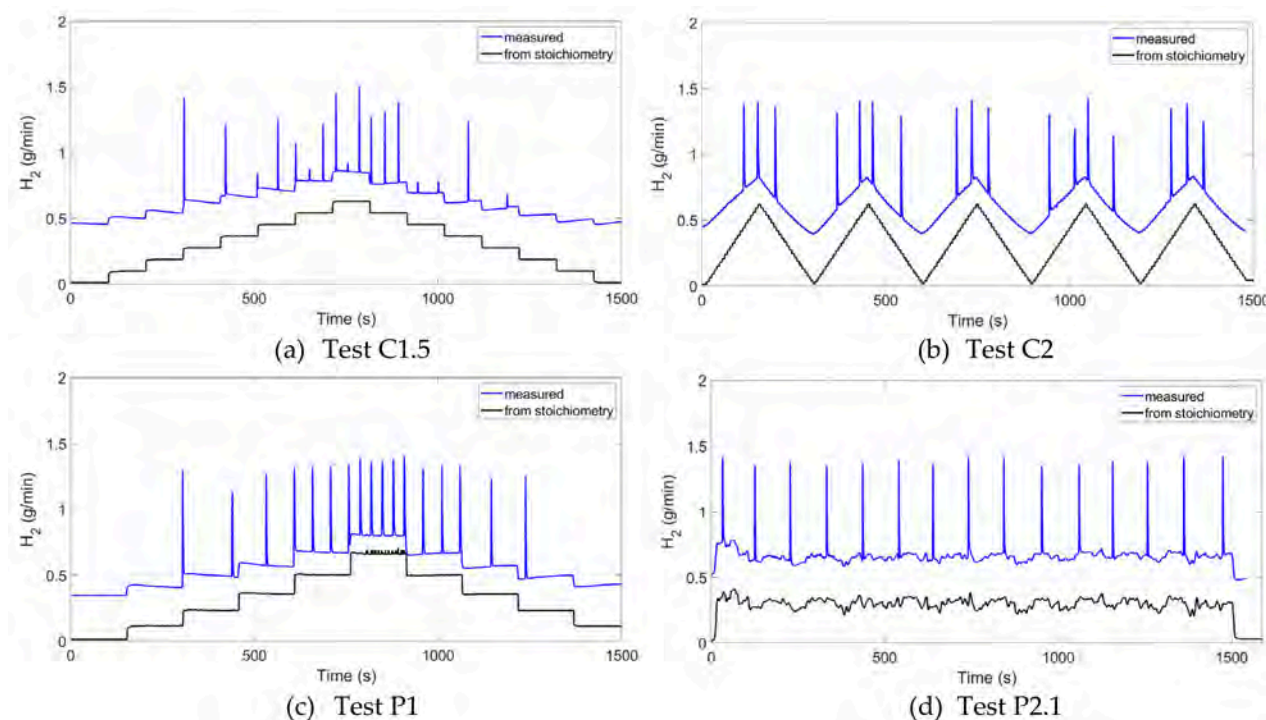 2
measured
from stoichiometry
1.5
H₂ (g/min)
1
0.5
0
0 500 1000 1500
Time (s)
(a) Test C1.5
2
measured
from stoichiometry
1.5
H₂ (g/min)
1
0.5
0
0 500 1000 1500
Time (s)
(b) Test C2
2
measured
from stoichiometry
1.5
H₂ (g/min)
1
0.5
0
0 500 1000 1500
Time (s)
(c) Test P1
2
measured
from stoichiometry
1.5
H₂ (g/min)
1
0.5
0
0 500 1000 1500
Time (s)
(d) Test P2.1